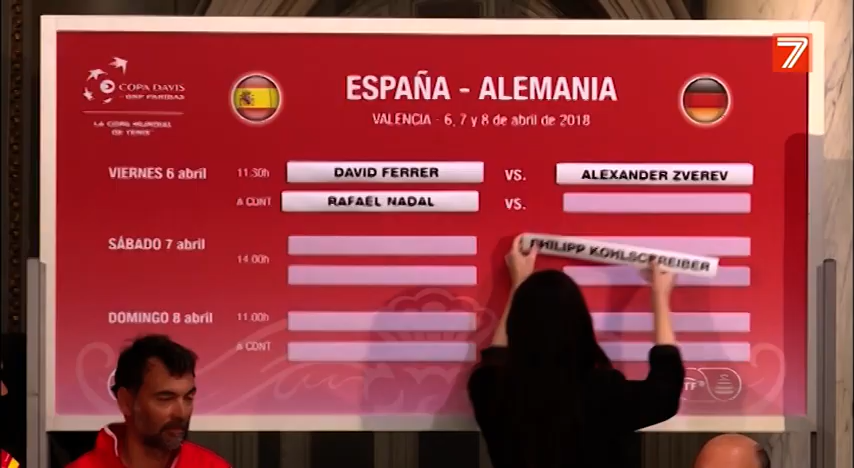 7
COPA DAVIS
BNP PARIBAS
LA COPA MUNDIAL
DE TENIS
ESPAÑA - ALEMANIA
VALENCIA - 6, 7 y 8 de abril de 2018
VIERNES 6 abril 11.30h DAVID FERRER VS. ALEXANDER ZVEREV
A CONT RAFAEL NADAL VS.
SÁBADO 7 abril
14:00h
PHILIPP KOHLSCHREIBER
DOMINGO 8 abril 11:00h
A CONT
ITF